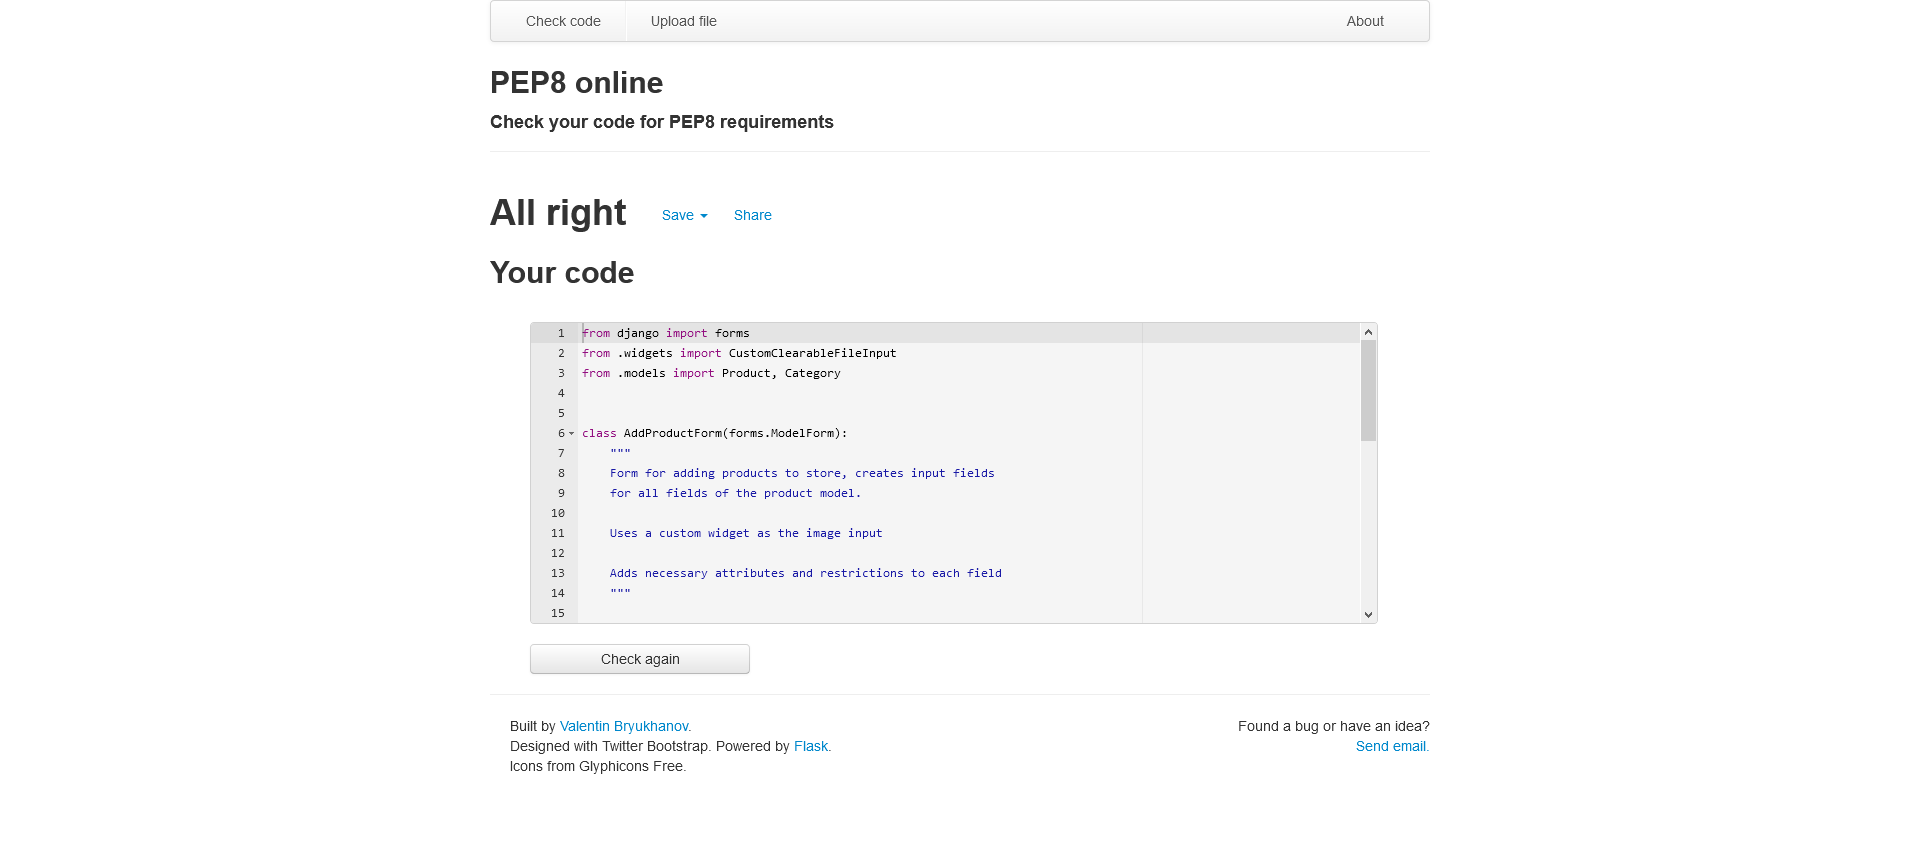 Check code Upload file About
PEP8 online
Check your code for PEP8 requirements
All right Save Share
Your code
1 from django import forms
2 from .widgets import CustomClearableFileInput
3 from .models import Product, Category
4
5
6 class AddProductForm(forms.ModelForm):
7 """
8 Form for adding products to store, creates input fields
9 for all fields of the product model.
10
11 Uses a custom widget as the image input
12
13 Adds necessary attributes and restrictions to each field
14 """
15
Check again
Built by Valentin Bryukhanov. Found a bug or have an idea?
Designed with Twitter Bootstrap. Powered by Flask. Send email.
Icons from Glyphicons Free.